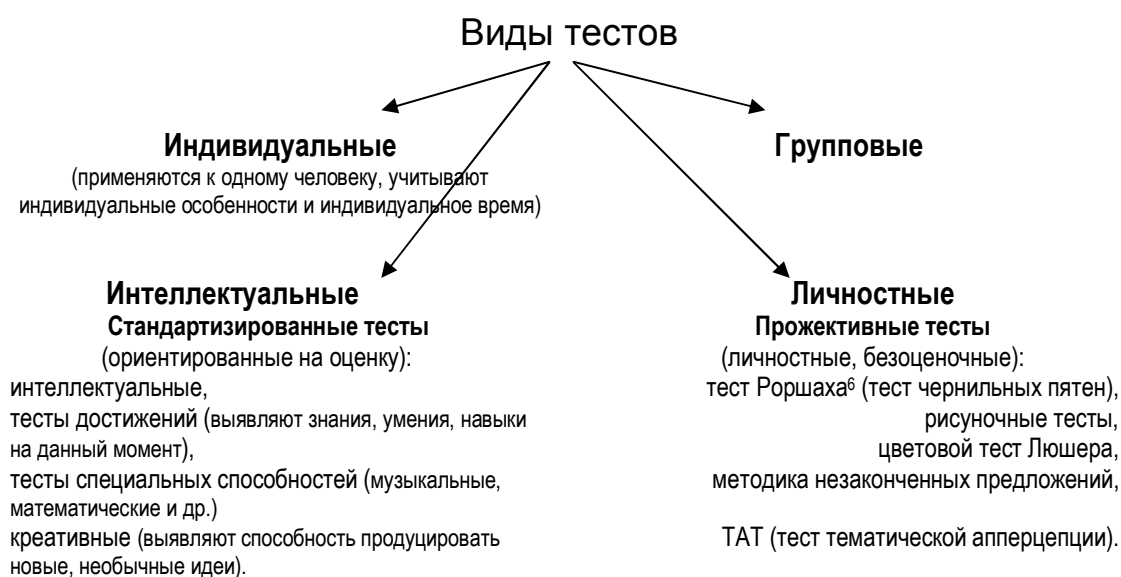 Виды тестов
Индивидуальные
(применяются к одному человеку, учитывают
индивидуальные особенности и индивидуальное время)
Групповые
Интеллектуальные
Стандартизированные тесты
(ориентированные на оценку):
интеллектуальные,
тесты достижений (выявляют знания, умения, навыки
на данный момент),
тесты специальных способностей (музыкальные,
математические и др.)
креативные (выявляют способность продуцировать
новые, необычные идеи).
Личностные
Прожективные тесты
(личностные, безоценочные):
тест Роршаха⁶ (тест чернильных пятен),
рисуночные тесты,
цветовой тест Люшера,
методика незаконченных предложений,
ТАТ (тест тематической апперцепции).